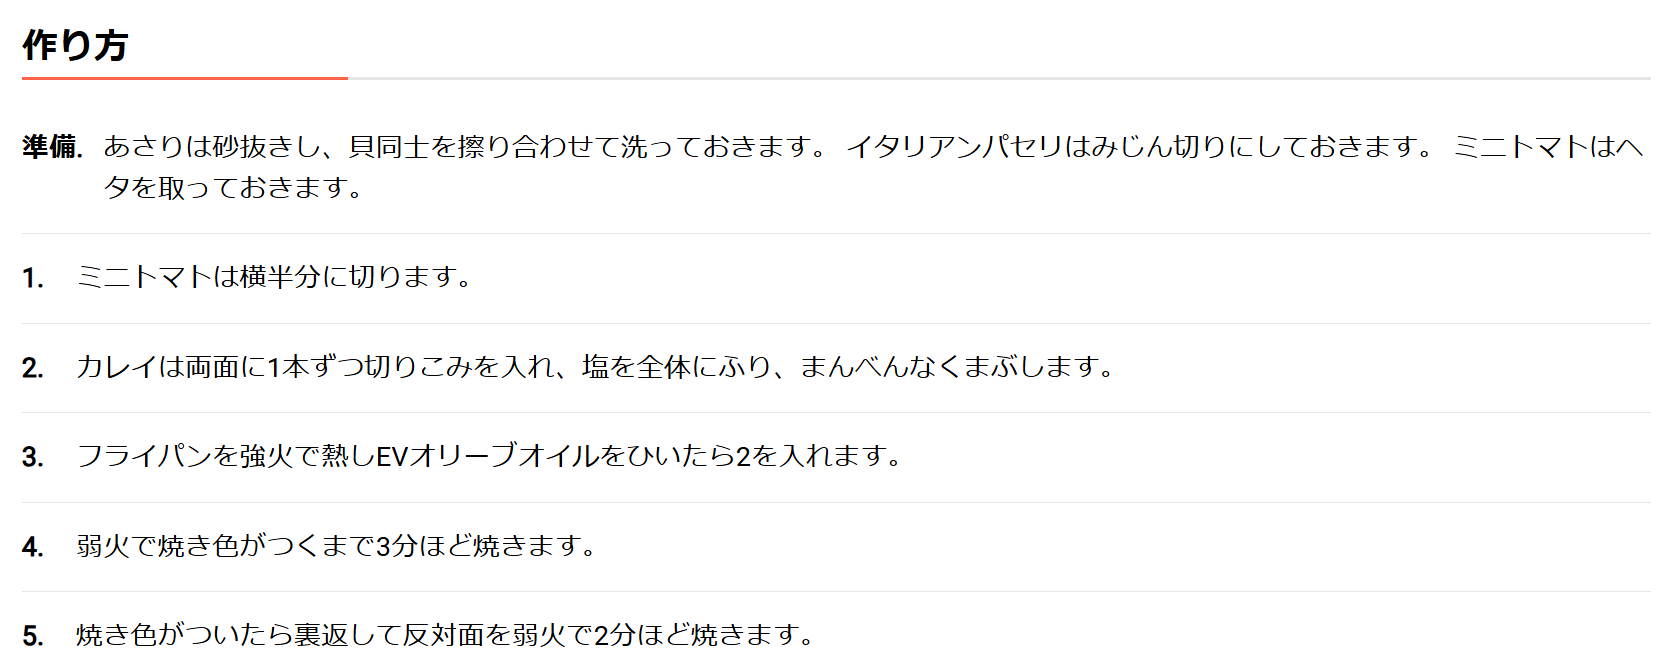 作り方
準備. あさりは砂抜きし、貝同士を擦り合わせて洗っておきます。 イタリアンパセリはみじん切りにしておきます。 ミニトマトはヘ
タを取っておきます。
1. ミニトマトは横半分に切ります。
2. カレイは両面に1本ずつ切りこみを入れ、塩を全体にふり、まんべんなくまぶします。
3. フライパンを強火で熱しEVオリーブオイルをひいたら2を入れます。
4. 弱火で焼き色がつくまで3分ほど焼きます。
5. 焼き色がついたら裏返して反対面を弱火で2分ほど焼きます。